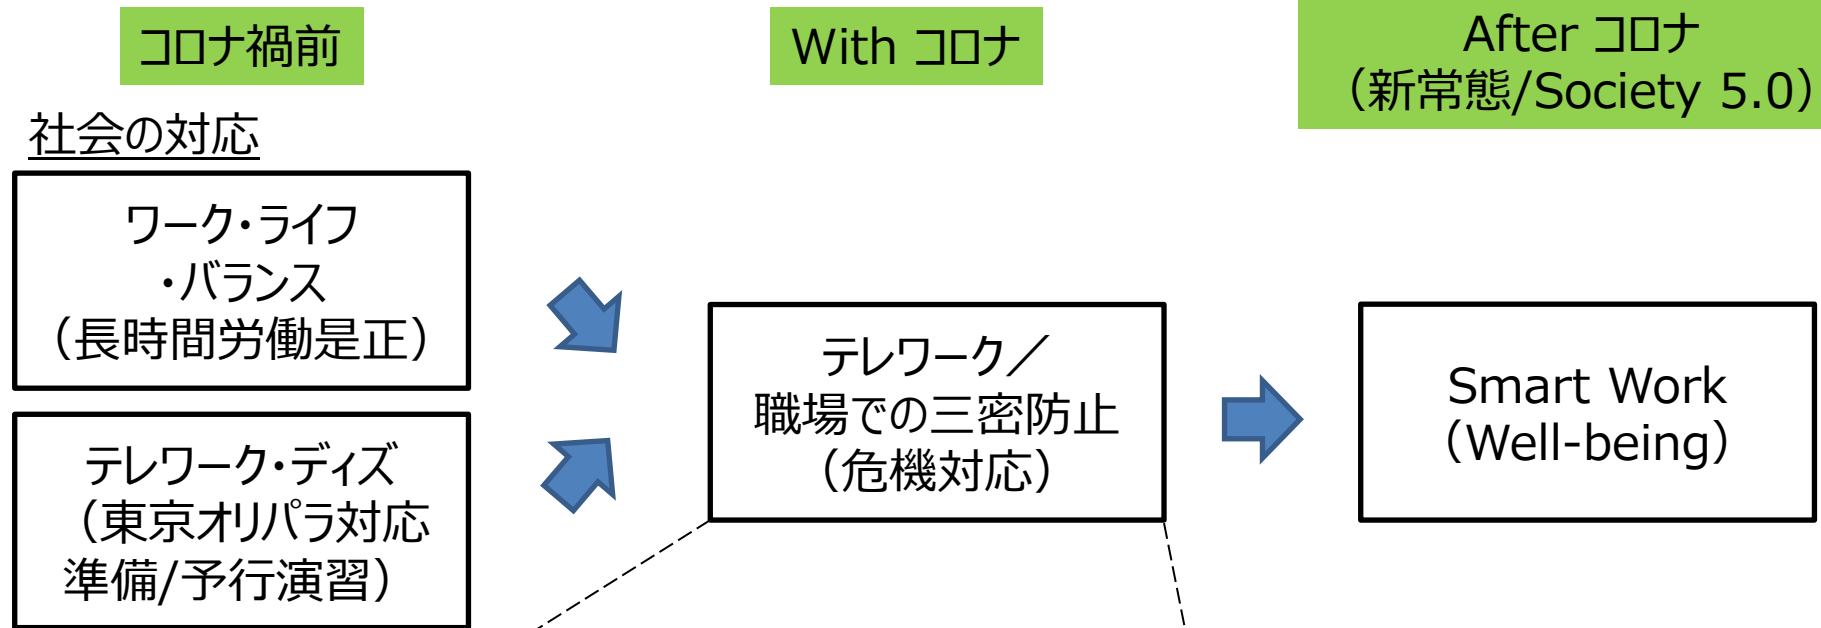 コロナ禍前
With コロナ
After コロナ
（新常態/Society 5.0）
社会の対応
ワーク・ライフ
・バランス
（長時間労働是正）
テレワーク・ディズ
（東京オリパラ対応
準備/予行演習）
テレワーク／
職場での三密防止
（危機対応）
Smart Work
（Well-being）